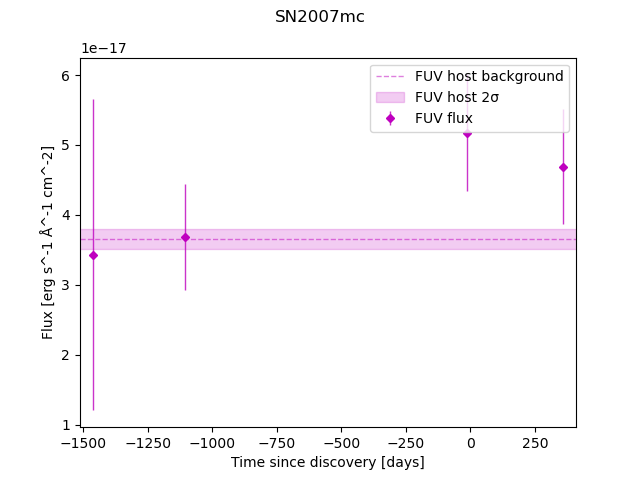 SN2007mc
1e−17
FUV host background
FUV host 2σ
FUV flux
6
5
4
3
2
1
Flux [erg s^-1 Å^-1 cm^-2]
−1500 −1250 −1000 −750 −500 −250 0 250
Time since discovery [days]